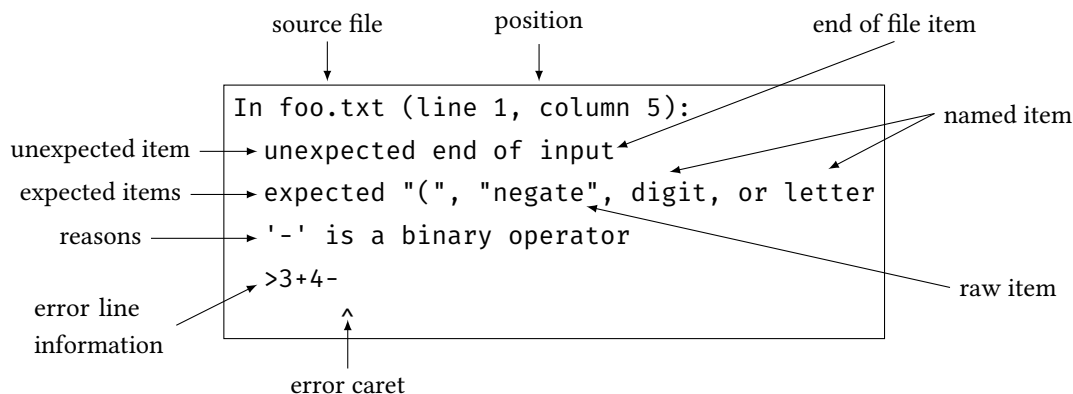 source file
position
end of file item
In foo.txt (line 1, column 5):
named item
unexpected item
unexpected end of input
expected items
expected "(", "negate", digit, or letter
reasons
'-' is a binary operator
>3+4-
raw item
error line
information
^
error caret